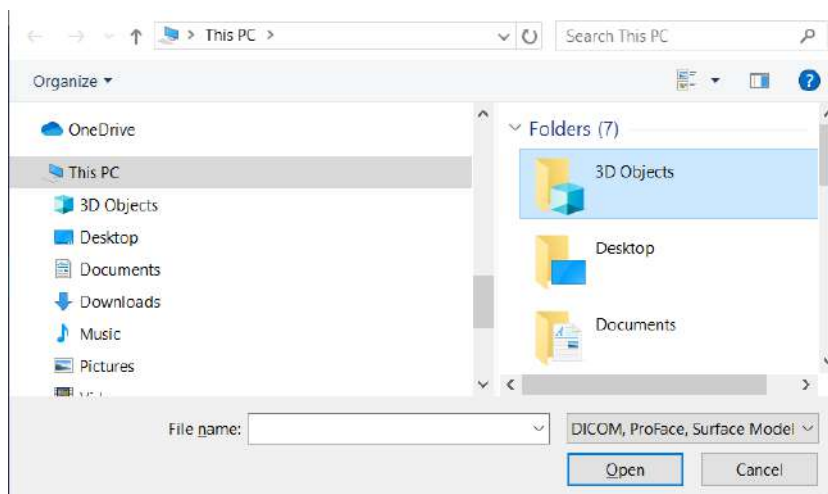 This PC >
Search This PC
Organize
OneDrive
This PC
3D Objects
Desktop
Documents
Downloads
Music
Pictures
Folders (7)
3D Objects
Desktop
Documents
File name:
DICOM, ProFace, Surface Model
Open
Cancel